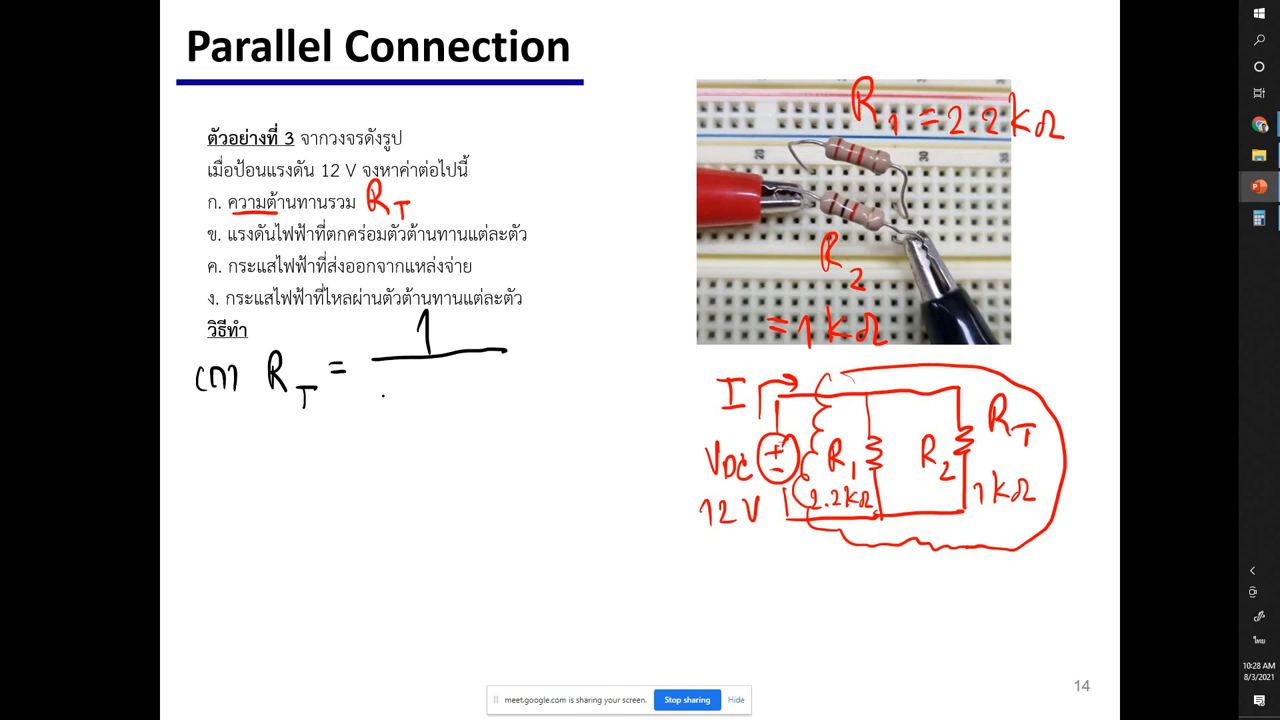 Parallel Connection
ตัวอย่างที่ 3 จากวงจรดังรูป
เมื่อป้อนแรงดัน 12 V จงหาค่าต่อไปนี้
ก. ความต้านทานรวม R_T
ข. แรงดันไฟฟ้าที่ตกคร่อมตัวต้านทานแต่ละตัว
ค. กระแสไฟฟ้าที่ส่งออกจากแหล่งจ่าย
ง. กระแสไฟฟ้าที่ไหลผ่านตัวต้านทานแต่ละตัว
วิธีทำ
(ก) R_T = 1
R_1 = 2.2 kΩ
20
30
R_2
= 1 kΩ
I
R_T
V_DC
+
-
R_1
R_2
12 V
2.2 kΩ
1 kΩ
14
meet.google.com is sharing your screen.
Stop sharing
Hide
ไทย
10:28 AM
8/3/2021